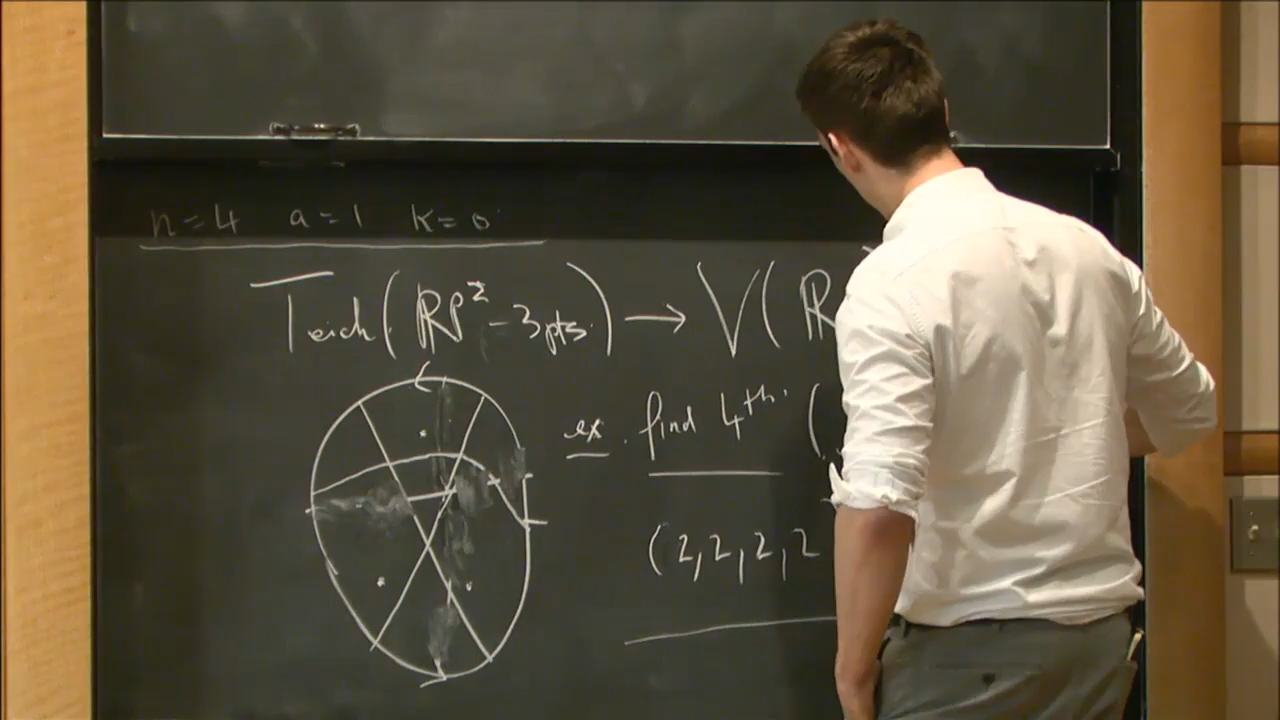 n=4 a=1 k=0
Teich(ℝP² -3pts.) → V(ℝ
ex. find 4th. (
(2,2,2,2